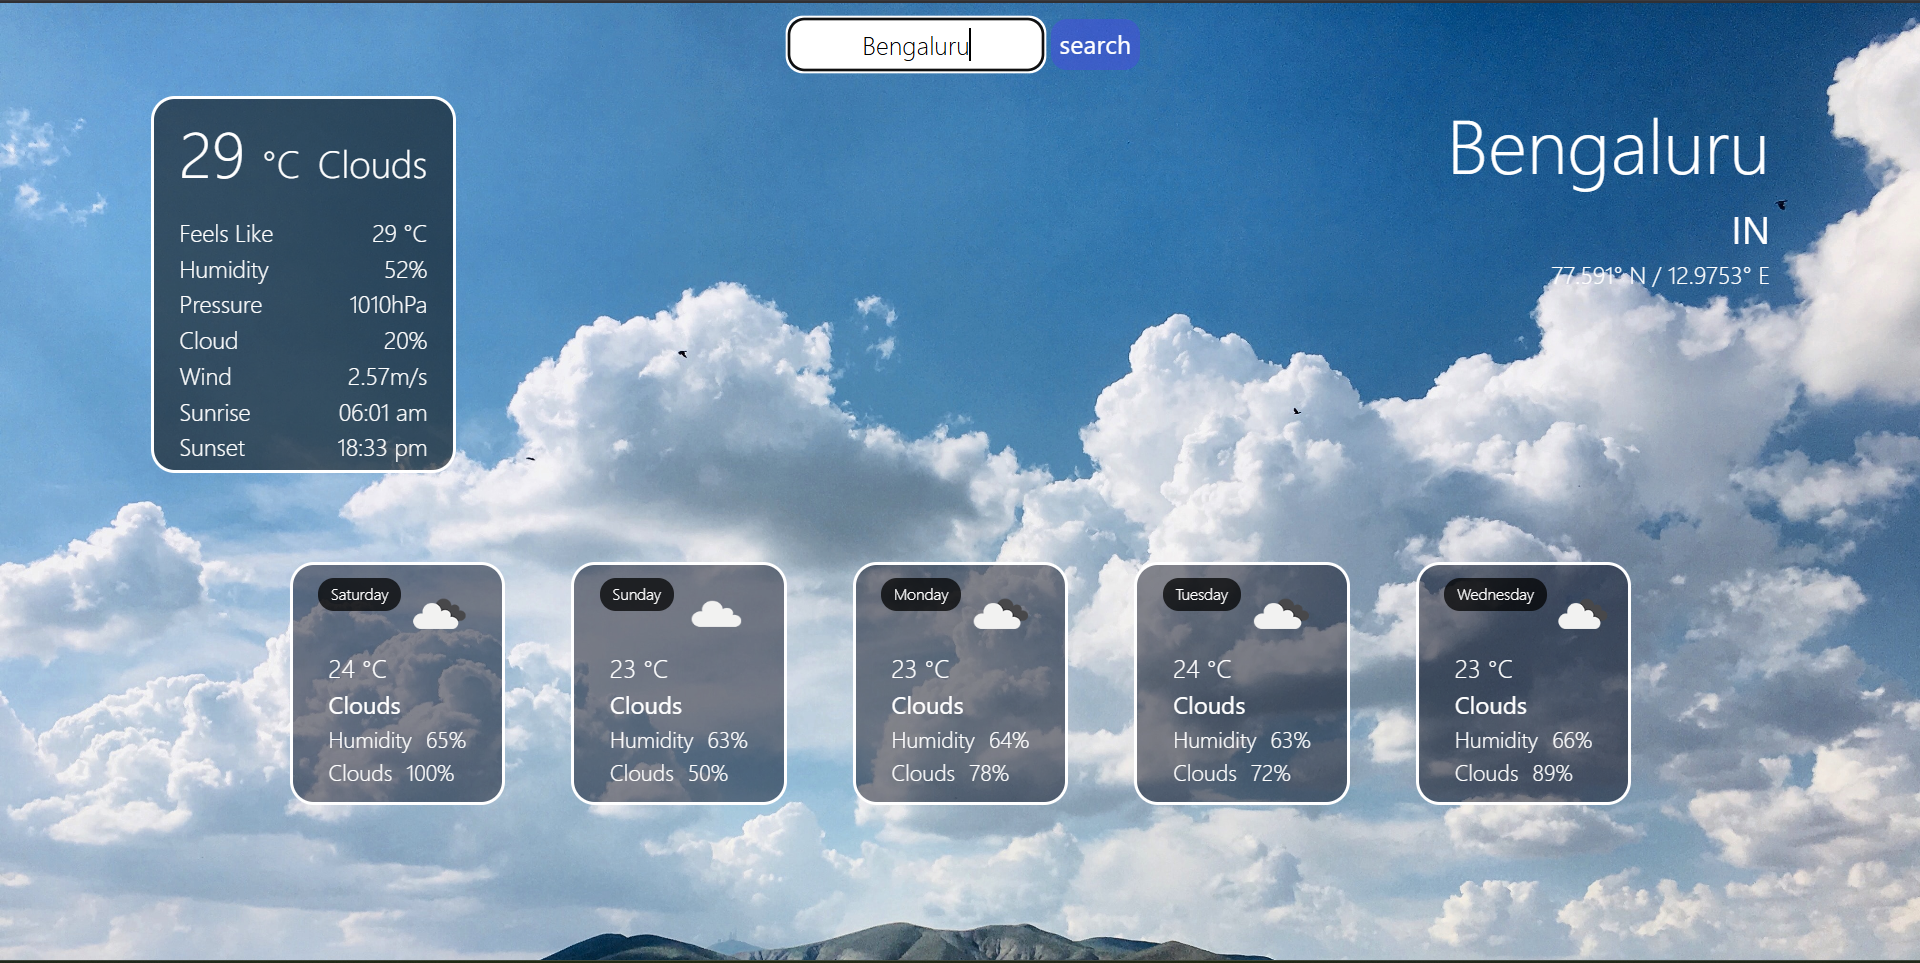 Bengaluru search
29 °C Clouds
Feels Like 29 °C
Humidity 52%
Pressure 1010hPa
Cloud 20%
Wind 2.57m/s
Sunrise 06:01 am
Sunset 18:33 pm
Bengaluru
IN
77.591° N / 12.9753° E
Saturday
24 °C
Clouds
Humidity 65%
Clouds 100%
Sunday
23 °C
Clouds
Humidity 63%
Clouds 50%
Monday
23 °C
Clouds
Humidity 64%
Clouds 78%
Tuesday
24 °C
Clouds
Humidity 63%
Clouds 72%
Wednesday
23 °C
Clouds
Humidity 66%
Clouds 89%